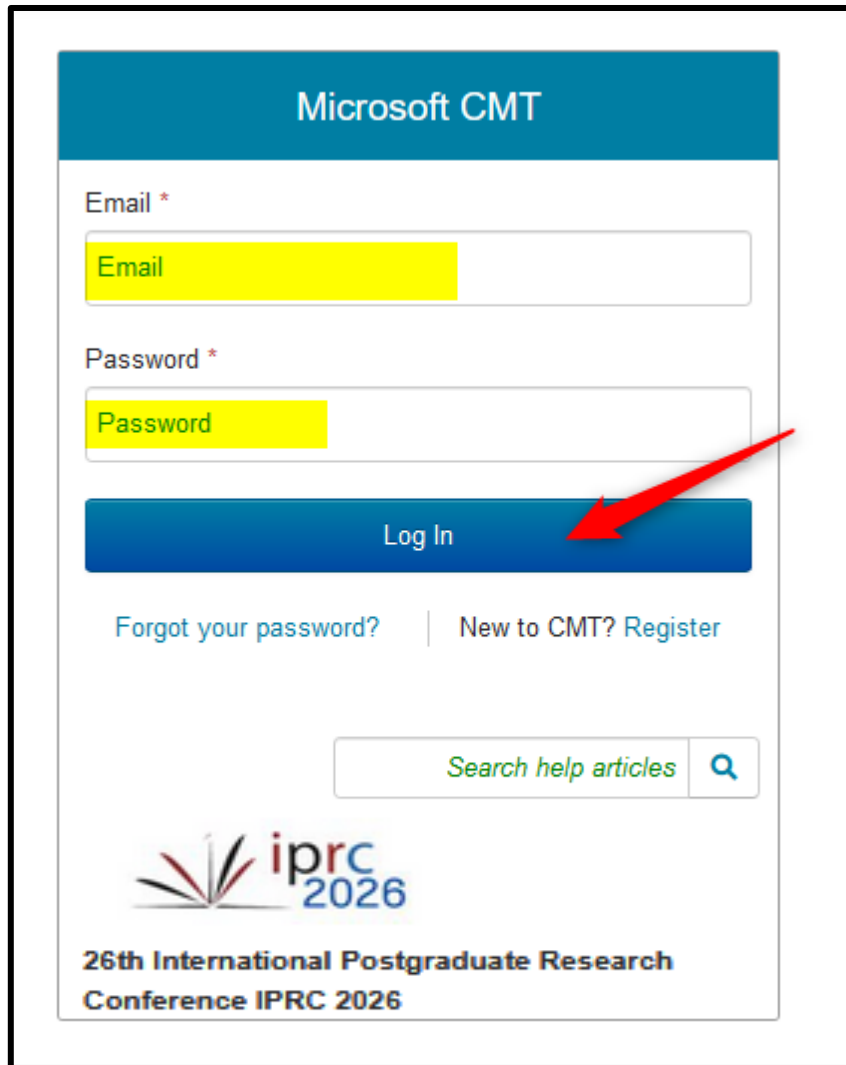 Microsoft CMT
Email *
Email
Password *
Password
Log In
Forgot your password? New to CMT? Register
Search help articles
iprc
2026
26th International Postgraduate Research
Conference IPRC 2026